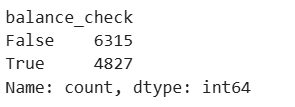 balance_check
False    6315
True     4827
Name: count, dtype: int64